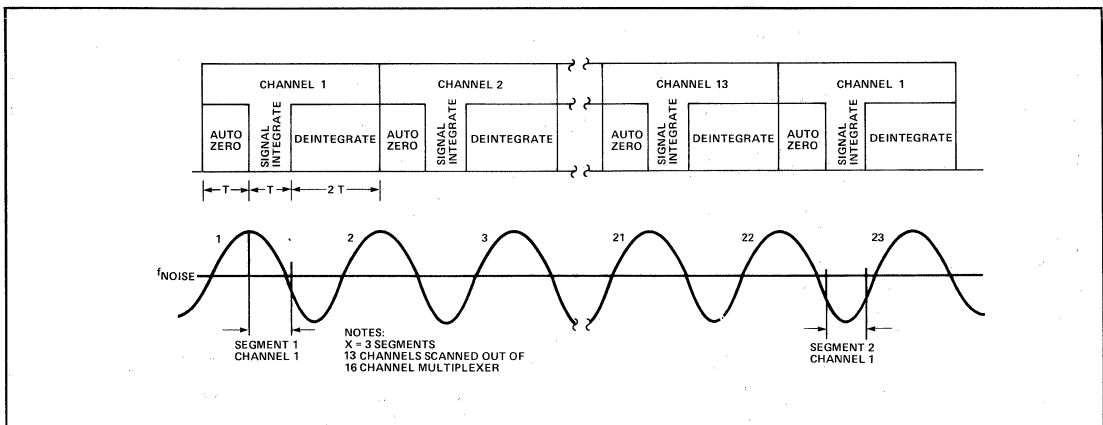 CHANNEL 1 CHANNEL 2 CHANNEL 13 CHANNEL 1
AUTO ZERO SIGNAL INTEGRATE DEINTEGRATE AUTO ZERO SIGNAL INTEGRATE DEINTEGRATE AUTO ZERO SIGNAL INTEGRATE DEINTEGRATE AUTO ZERO SIGNAL INTEGRATE DEINTEGRATE
T T 2 T
1 2 3 21 22 23
fNOISE
SEGMENT 1
CHANNEL 1
NOTES:
X = 3 SEGMENTS
13 CHANNELS SCANNED OUT OF
16 CHANNEL MULTIPLEXER
SEGMENT 2
CHANNEL 1